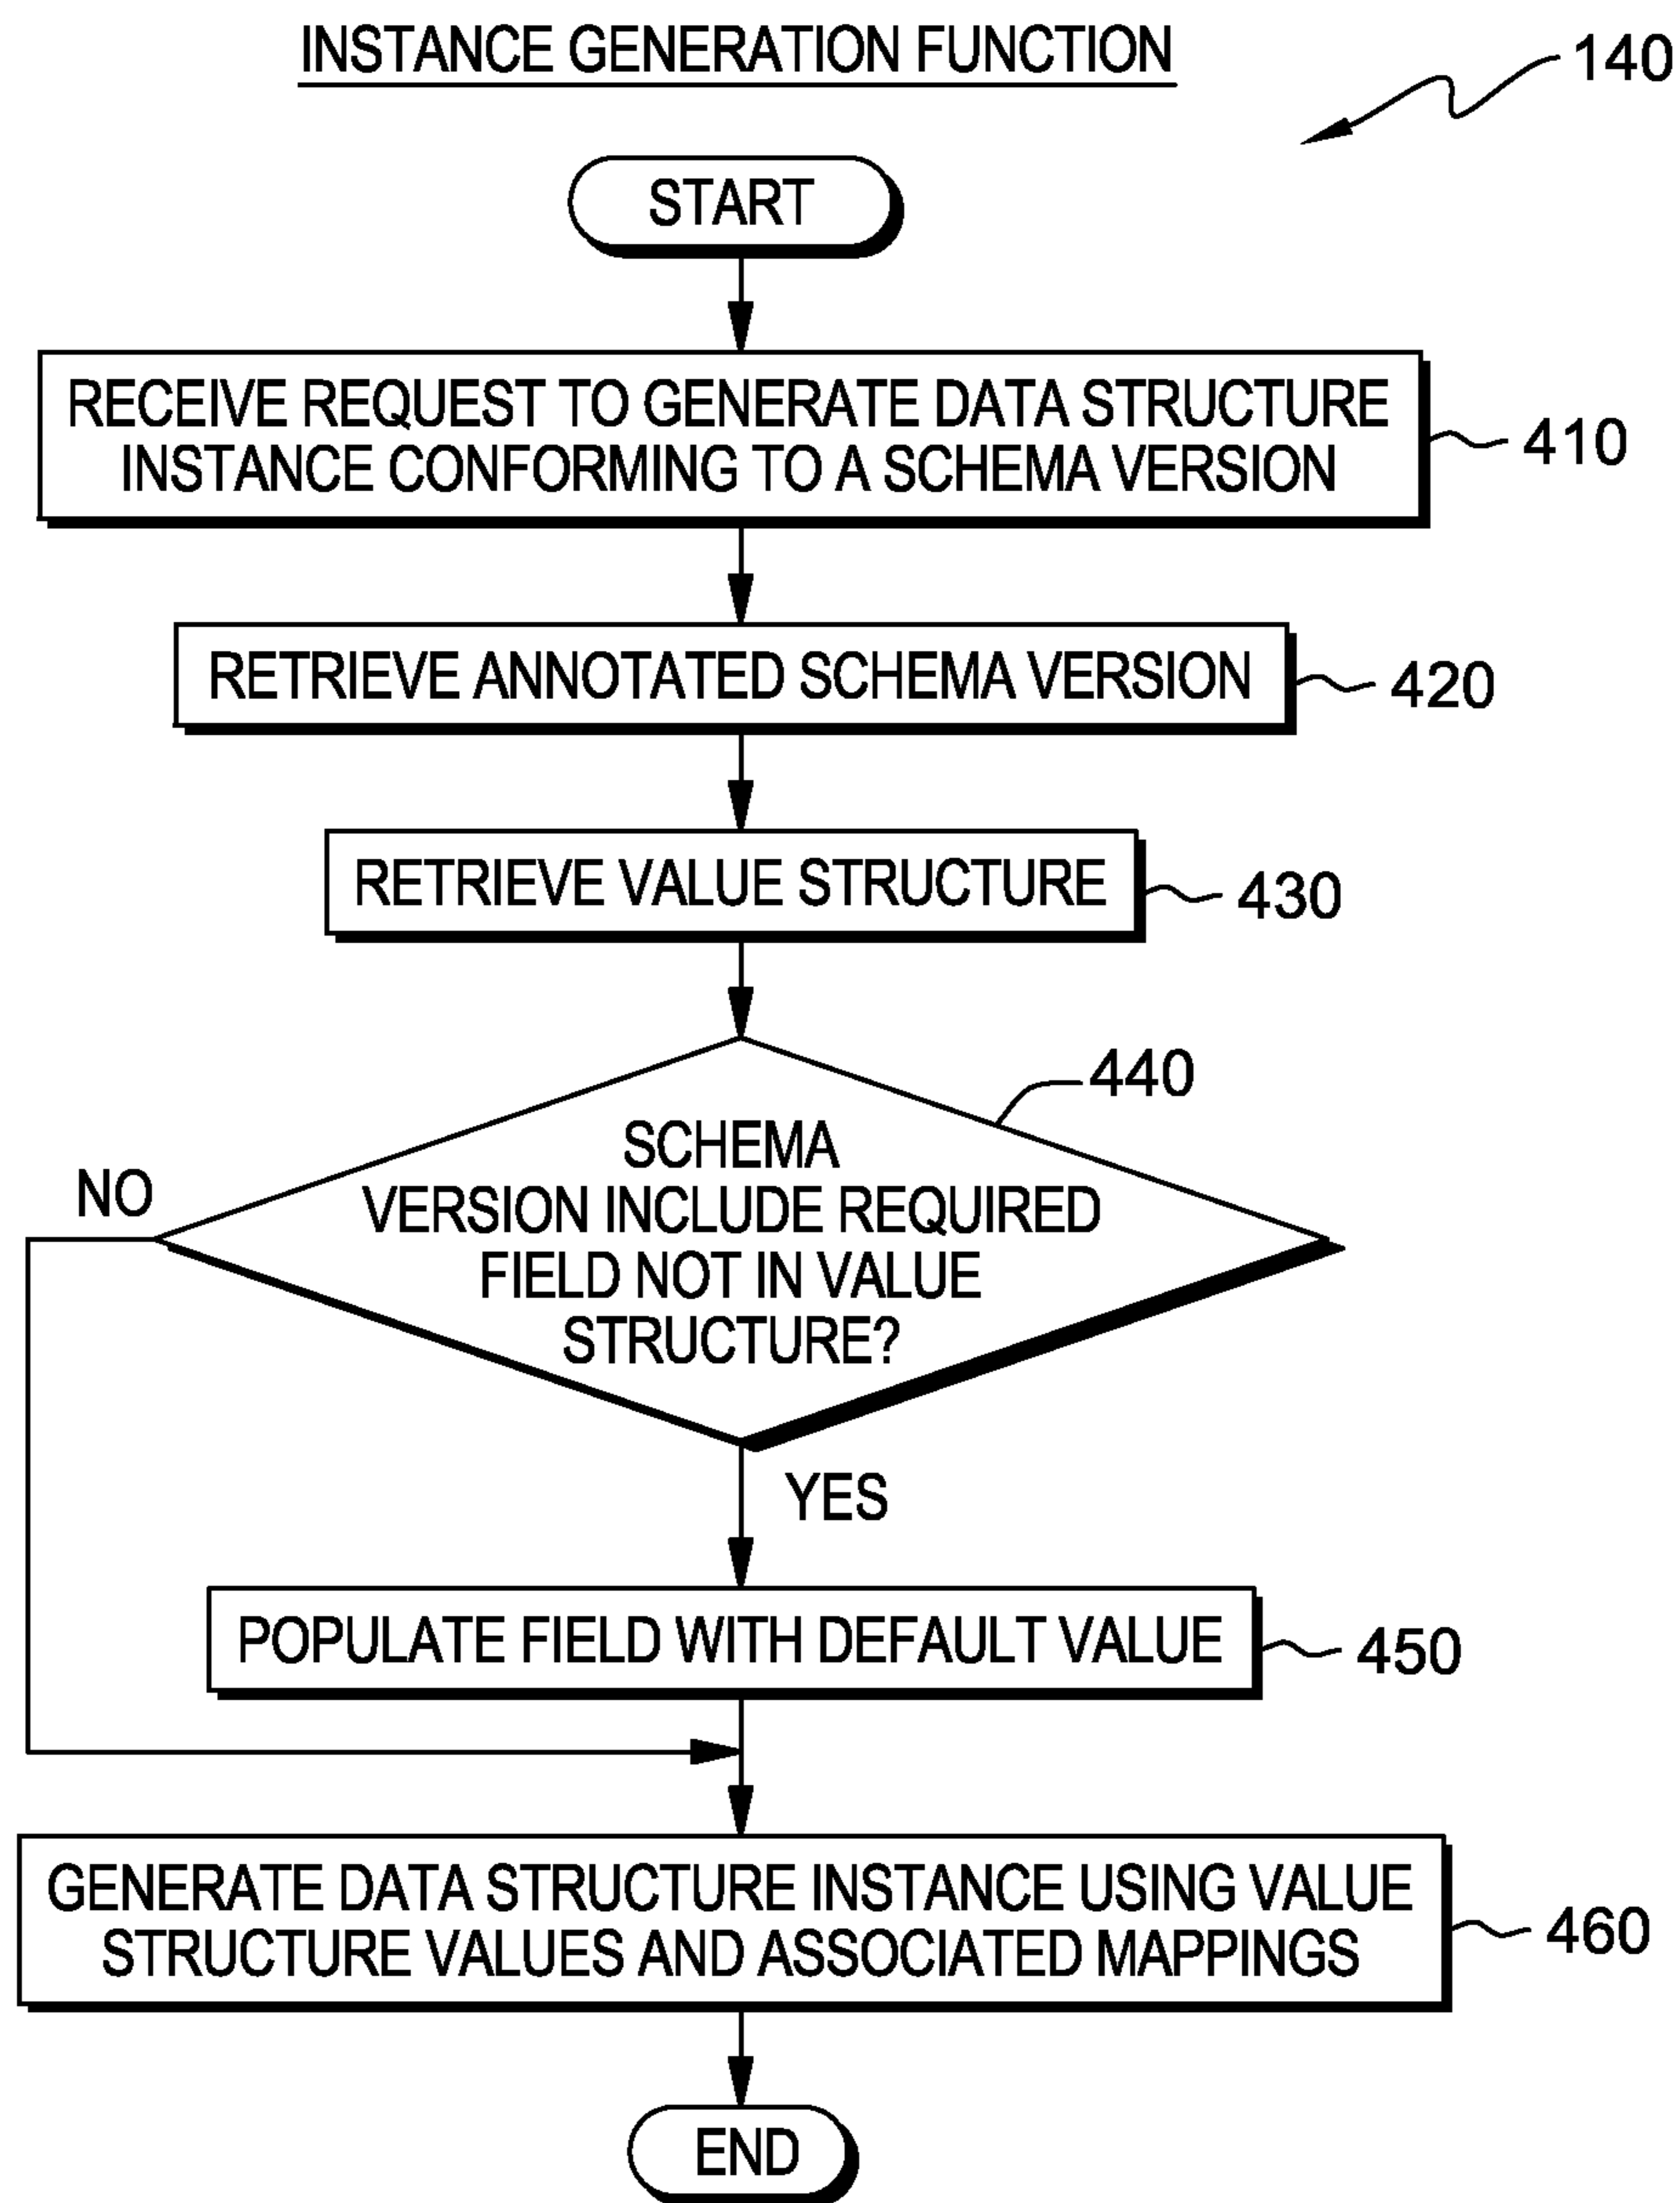 INSTANCE GENERATION FUNCTION
140
START
RECEIVE REQUEST TO GENERATE DATA STRUCTURE
INSTANCE CONFORMING TO A SCHEMA VERSION
410
RETRIEVE ANNOTATED SCHEMA VERSION
420
RETRIEVE VALUE STRUCTURE
430
440
SCHEMA
VERSION INCLUDE REQUIRED
FIELD NOT IN VALUE
STRUCTURE?
NO
YES
POPULATE FIELD WITH DEFAULT VALUE
450
GENERATE DATA STRUCTURE INSTANCE USING VALUE
STRUCTURE VALUES AND ASSOCIATED MAPPINGS
460
END